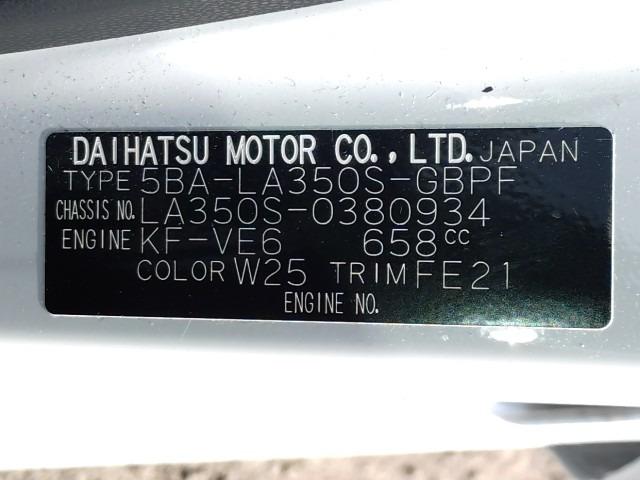 DAIHATSU MOTOR CO., LTD. JAPAN
TYPE 5BA-LA350S-GBPF
CHASSIS NO. LA350S-0380934
ENGINE KF-VE6 658CC
COLOR W25 TRIM FE21
ENGINE NO.